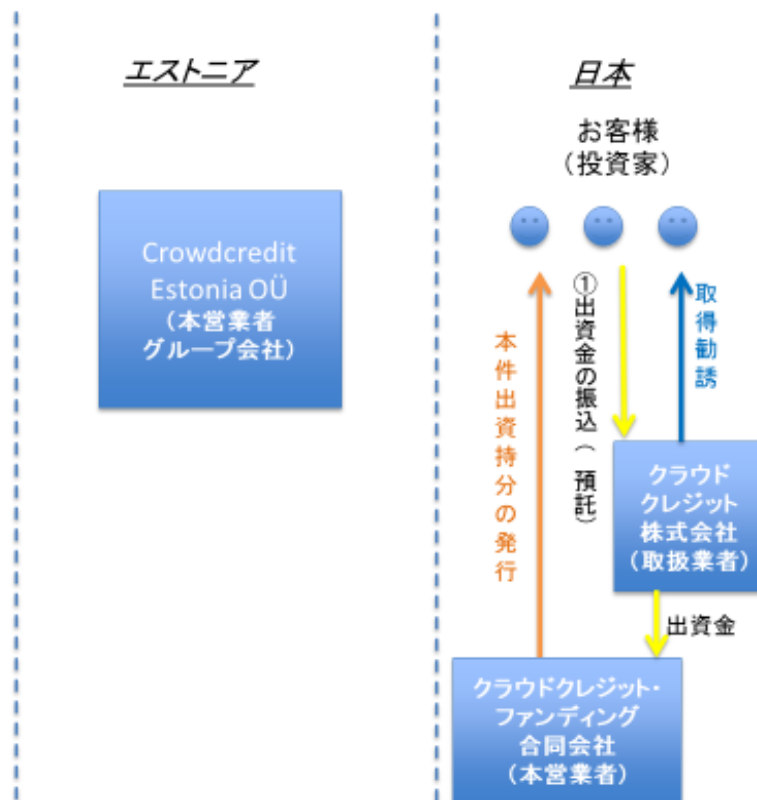 エストニア
日本
お客様
（投資家）
Crowdcredit
Estonia OÜ
（本営業者
グループ会社）
本件出資持分の発行
①出資金の振込（預託）
取得勧誘
クラウド
クレジット
株式会社
（取扱業者）
出資金
クラウドクレジット・
ファンディング
合同会社
（本営業者）